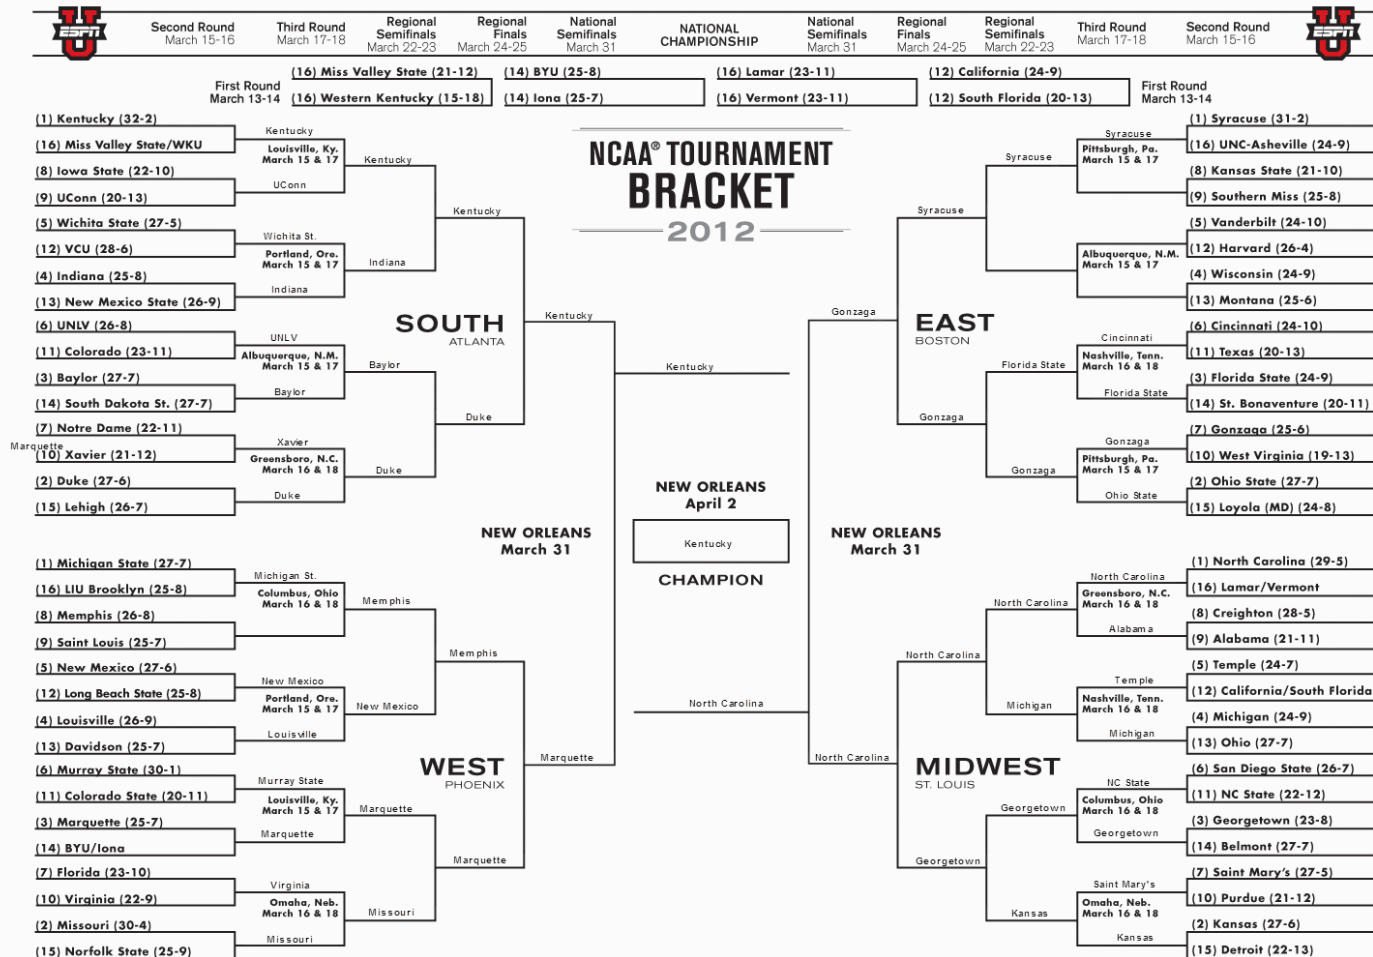 ESPN U
Second Round
March 15-16
Third Round
March 17-18
Regional
Semifinals
March 22-23
Regional
Finals
March 24-25
National
Semifinals
March 31
NATIONAL
CHAMPIONSHIP
National
Semifinals
March 31
Regional
Finals
March 24-25
Regional
Semifinals
March 22-23
Third Round
March 17-18
Second Round
March 15-16
ESPN U
First Round
March 13-14
(16) Miss Valley State (21-12)
(16) Western Kentucky (15-18)
(14) BYU (25-8)
(14) Iona (25-7)
(16) Lamar (23-11)
(16) Vermont (23-11)
(12) California (24-9)
(12) South Florida (20-13)
First Round
March 13-14
NCAA® TOURNAMENT
BRACKET
2012
(1) Kentucky (32-2)
(16) Miss Valley State/WKU
(8) Iowa State (22-10)
(9) UConn (20-13)
(5) Wichita State (27-5)
(12) VCU (28-6)
(4) Indiana (25-8)
(13) New Mexico State (26-9)
(6) UNLV (26-8)
(11) Colorado (23-11)
(3) Baylor (27-7)
(14) South Dakota St. (27-7)
(7) Notre Dame (22-11)
Marquette
(10) Xavier (21-12)
(2) Duke (27-6)
(15) Lehigh (26-7)
Kentucky
Louisville, Ky.
March 15 & 17
UConn
Wichita St.
Portland, Ore.
March 15 & 17
Indiana
UNLV
Albuquerque, N.M.
March 15 & 17
Baylor
Xavier
Greensboro, N.C.
March 16 & 18
Duke
Kentucky
Indiana
Baylor
Duke
Kentucky
Duke
SOUTH
ATLANTA
Kentucky
(1) Michigan State (27-7)
(16) LIU Brooklyn (25-8)
(8) Memphis (26-8)
(9) Saint Louis (25-7)
(5) New Mexico (27-6)
(12) Long Beach State (25-8)
(4) Louisville (26-9)
(13) Davidson (25-7)
(6) Murray State (30-1)
(11) Colorado State (20-11)
(3) Marquette (25-7)
(14) BYU/Iona
(7) Florida (23-10)
(10) Virginia (22-9)
(2) Missouri (30-4)
(15) Norfolk State (25-9)
Michigan St.
Columbus, Ohio
March 16 & 18
New Mexico
Portland, Ore.
March 15 & 17
Louisville
Murray State
Louisville, Ky.
March 15 & 17
Marquette
Virginia
Omaha, Neb.
March 16 & 18
Missouri
Memphis
New Mexico
Marquette
Missouri
Memphis
Marquette
WEST
PHOENIX
Marquette
NEW ORLEANS
March 31
Kentucky
NEW ORLEANS
April 2
Kentucky
CHAMPION
North Carolina
NEW ORLEANS
March 31
Gonzaga
EAST
BOSTON
Syracuse
Gonzaga
Syracuse
Florida State
Gonzaga
Syracuse
Pittsburgh, Pa.
March 15 & 17
Albuquerque, N.M.
March 15 & 17
Cincinnati
Nashville, Tenn.
March 16 & 18
Florida State
Gonzaga
Pittsburgh, Pa.
March 15 & 17
Ohio State
(1) Syracuse (31-2)
(16) UNC-Asheville (24-9)
(8) Kansas State (21-10)
(9) Southern Miss (25-8)
(5) Vanderbilt (24-10)
(12) Harvard (26-4)
(4) Wisconsin (24-9)
(13) Montana (25-6)
(6) Cincinnati (24-10)
(11) Texas (20-13)
(3) Florida State (24-9)
(14) St. Bonaventure (20-11)
(7) Gonzaga (25-6)
(10) West Virginia (19-13)
(2) Ohio State (27-7)
(15) Loyola (MD) (24-8)
North Carolina
MIDWEST
ST. LOUIS
North Carolina
Georgetown
North Carolina
Michigan
Georgetown
Kansas
North Carolina
Greensboro, N.C.
March 16 & 18
Alabama
Temple
Nashville, Tenn.
March 16 & 18
Michigan
NC State
Columbus, Ohio
March 16 & 18
Georgetown
Saint Mary's
Omaha, Neb.
March 16 & 18
Kansas
(1) North Carolina (29-5)
(16) Lamar/Vermont
(8) Creighton (28-5)
(9) Alabama (21-11)
(5) Temple (24-7)
(12) California/South Florida
(4) Michigan (24-9)
(13) Ohio (27-7)
(6) San Diego State (26-7)
(11) NC State (22-12)
(3) Georgetown (23-8)
(14) Belmont (27-7)
(7) Saint Mary's (27-5)
(10) Purdue (21-12)
(2) Kansas (27-6)
(15) Detroit (22-13)